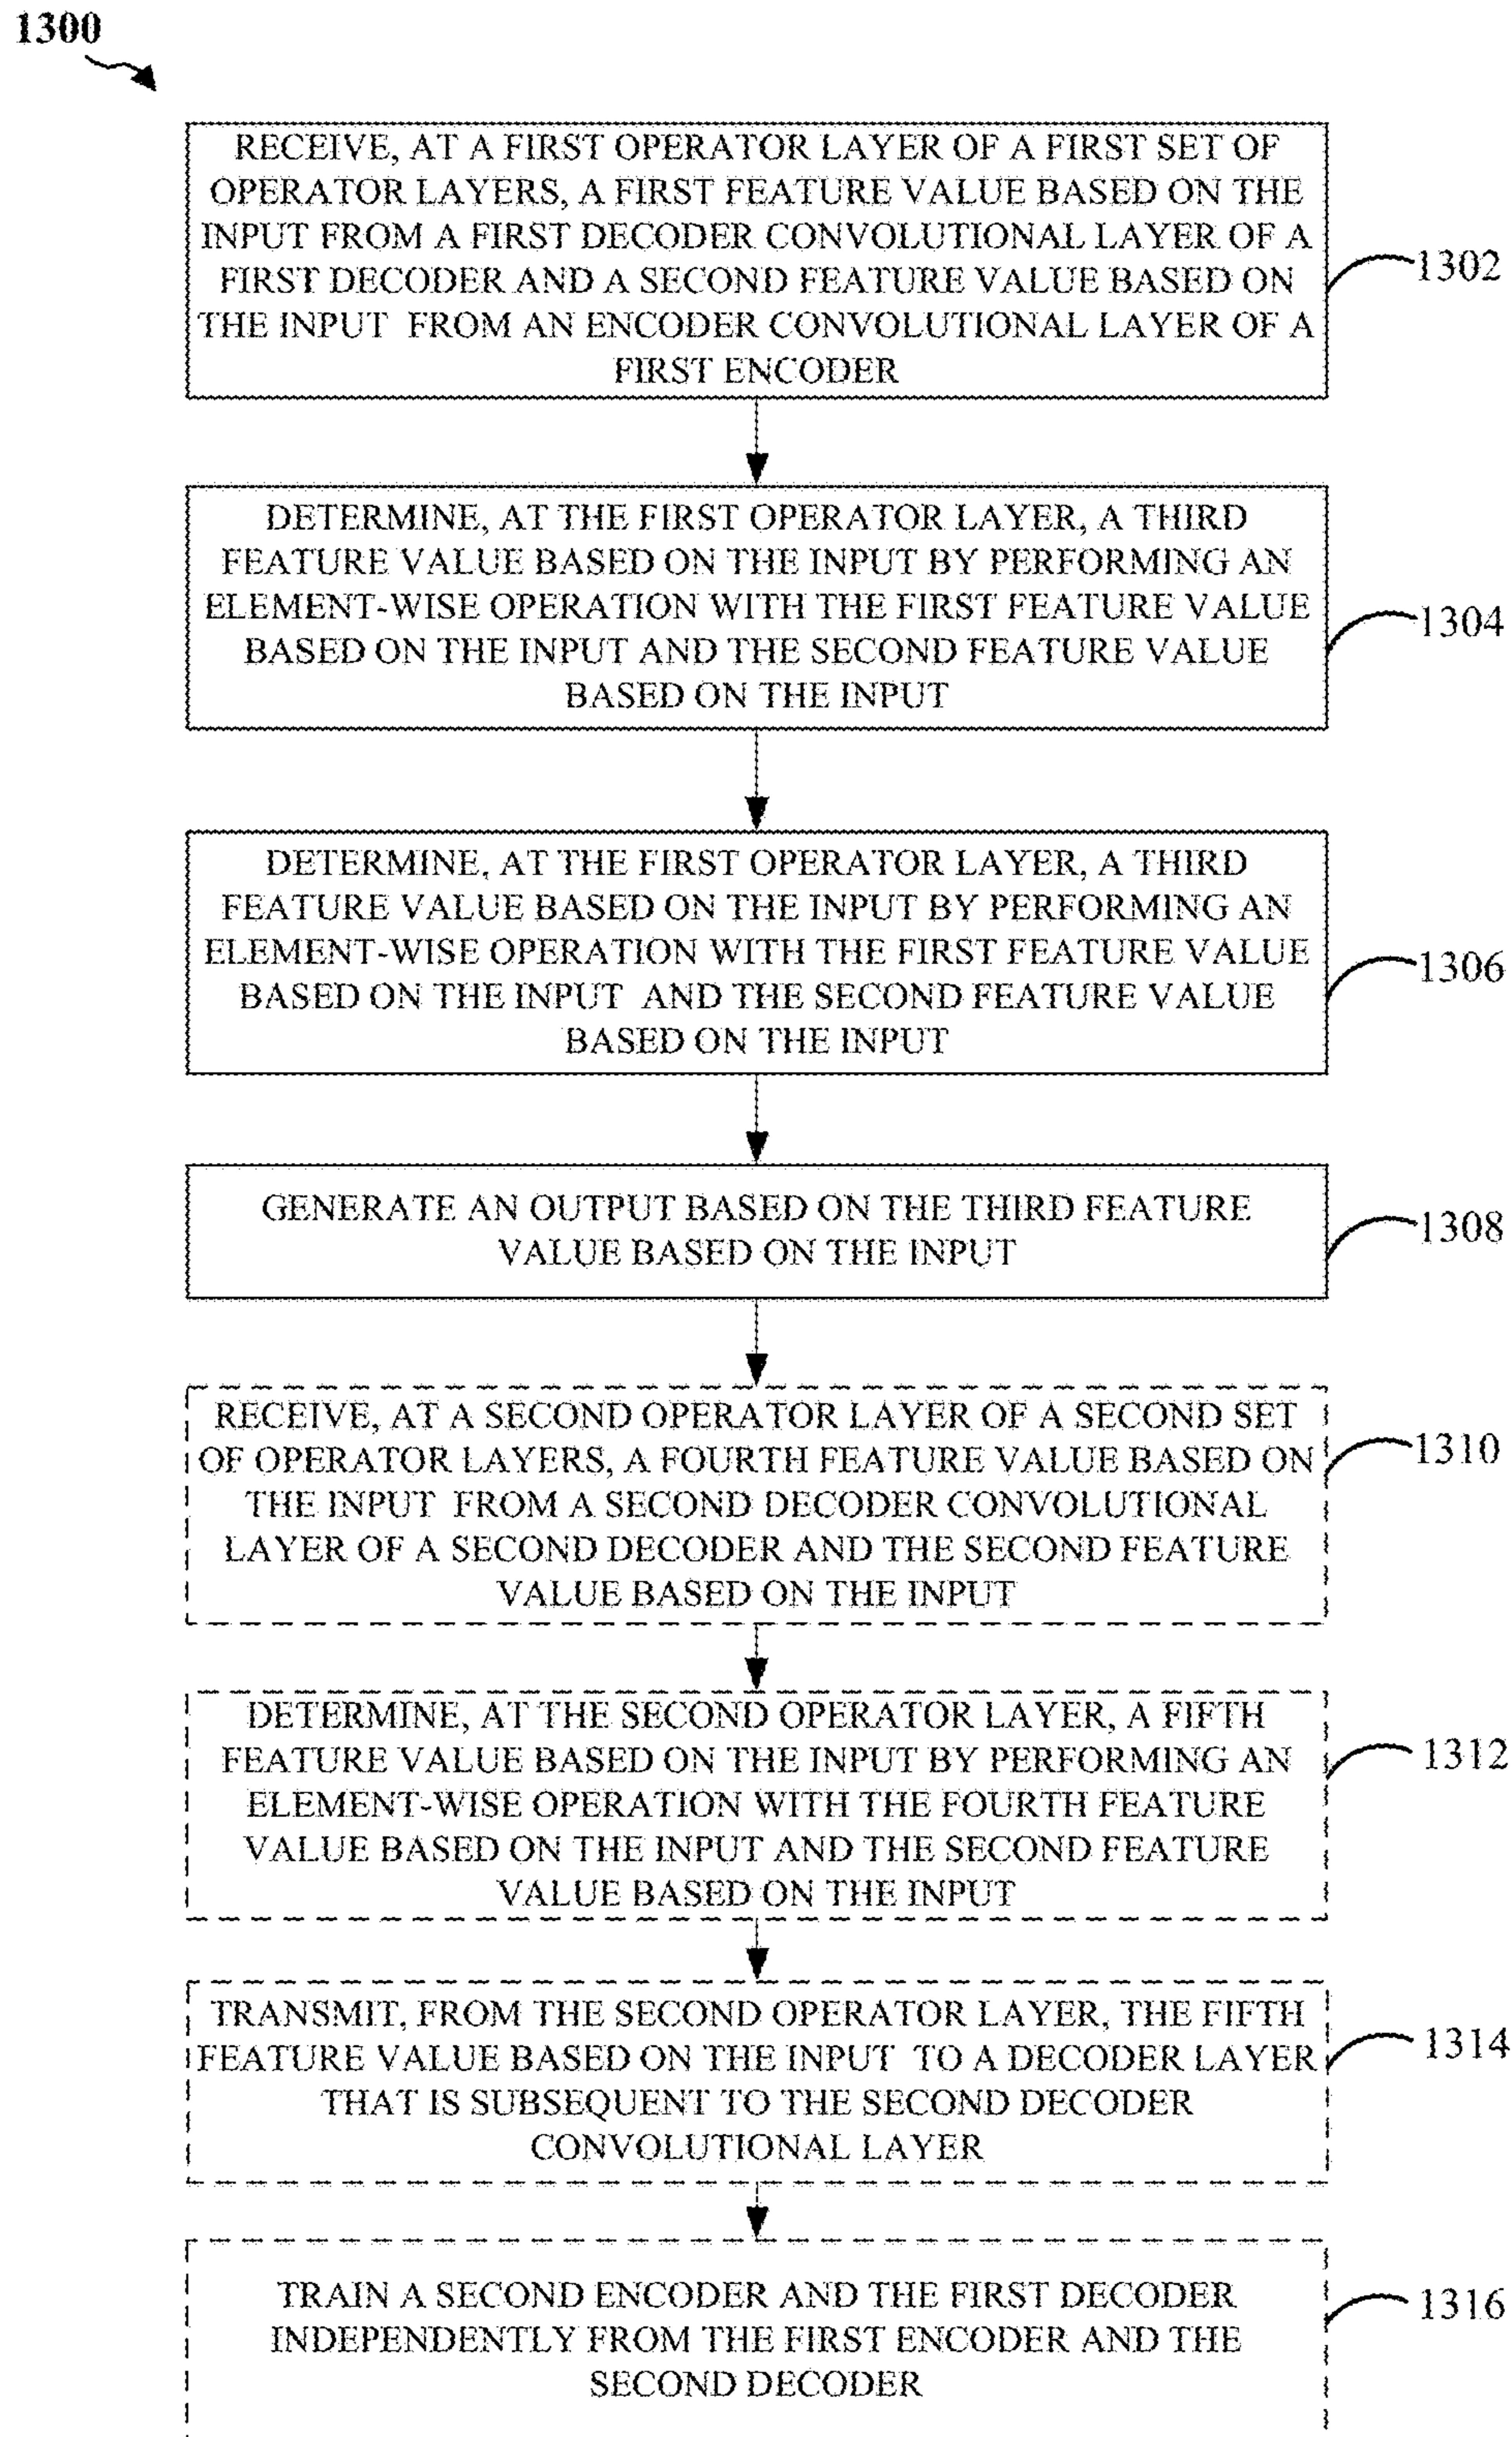 1300
RECEIVE, AT A FIRST OPERATOR LAYER OF A FIRST SET OF
OPERATOR LAYERS, A FIRST FEATURE VALUE BASED ON THE
INPUT FROM A FIRST DECODER CONVOLUTIONAL LAYER OF A
FIRST DECODER AND A SECOND FEATURE VALUE BASED ON
THE INPUT FROM AN ENCODER CONVOLUTIONAL LAYER OF A
FIRST ENCODER
1302
DETERMINE, AT THE FIRST OPERATOR LAYER, A THIRD
FEATURE VALUE BASED ON THE INPUT BY PERFORMING AN
ELEMENT-WISE OPERATION WITH THE FIRST FEATURE VALUE
BASED ON THE INPUT AND THE SECOND FEATURE VALUE
BASED ON THE INPUT
1304
DETERMINE, AT THE FIRST OPERATOR LAYER, A THIRD
FEATURE VALUE BASED ON THE INPUT BY PERFORMING AN
ELEMENT-WISE OPERATION WITH THE FIRST FEATURE VALUE
BASED ON THE INPUT AND THE SECOND FEATURE VALUE
BASED ON THE INPUT
1306
GENERATE AN OUTPUT BASED ON THE THIRD FEATURE
VALUE BASED ON THE INPUT
1308
RECEIVE, AT A SECOND OPERATOR LAYER OF A SECOND SET
OF OPERATOR LAYERS, A FOURTH FEATURE VALUE BASED ON
THE INPUT FROM A SECOND DECODER CONVOLUTIONAL
LAYER OF A SECOND DECODER AND THE SECOND FEATURE
VALUE BASED ON THE INPUT
1310
DETERMINE, AT THE SECOND OPERATOR LAYER, A FIFTH
FEATURE VALUE BASED ON THE INPUT BY PERFORMING AN
ELEMENT-WISE OPERATION WITH THE FOURTH FEATURE
VALUE BASED ON THE INPUT AND THE SECOND FEATURE
VALUE BASED ON THE INPUT
1312
TRANSMIT, FROM THE SECOND OPERATOR LAYER, THE FIFTH
FEATURE VALUE BASED ON THE INPUT TO A DECODER LAYER
THAT IS SUBSEQUENT TO THE SECOND DECODER
CONVOLUTIONAL LAYER
1314
TRAIN A SECOND ENCODER AND THE FIRST DECODER
INDEPENDENTLY FROM THE FIRST ENCODER AND THE
SECOND DECODER
1316